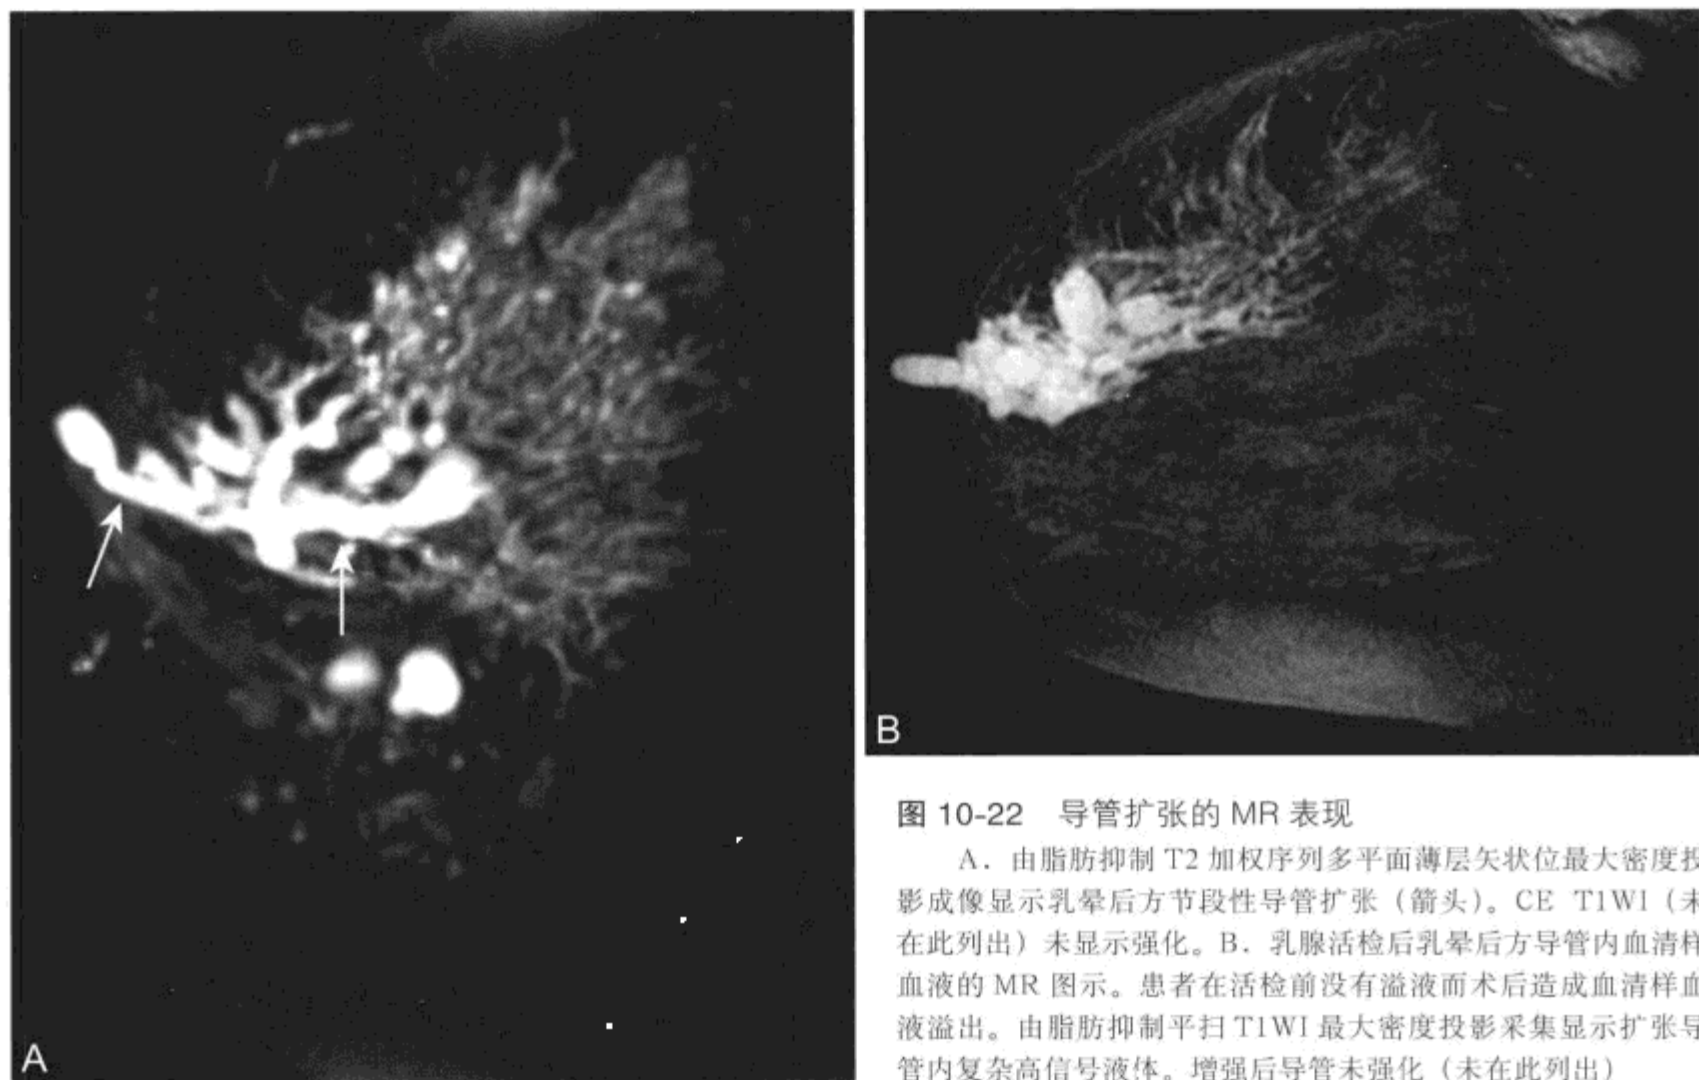 A
B
图 10-22 导管扩张的 MR 表现
A．由脂肪抑制 T2 加权序列多平面薄层矢状位最大密度投
影成像显示乳晕后方节段性导管扩张（箭头）。CE T1WI（未
在此列出）未显示强化。B．乳腺活检后乳晕后方导管内血清样
血液的 MR 图示。患者在活检前没有溢液而术后造成血清样血
液溢出。由脂肪抑制平扫 T1WI 最大密度投影采集显示扩张导
管内复杂高信号液体。增强后导管未强化（未在此列出）